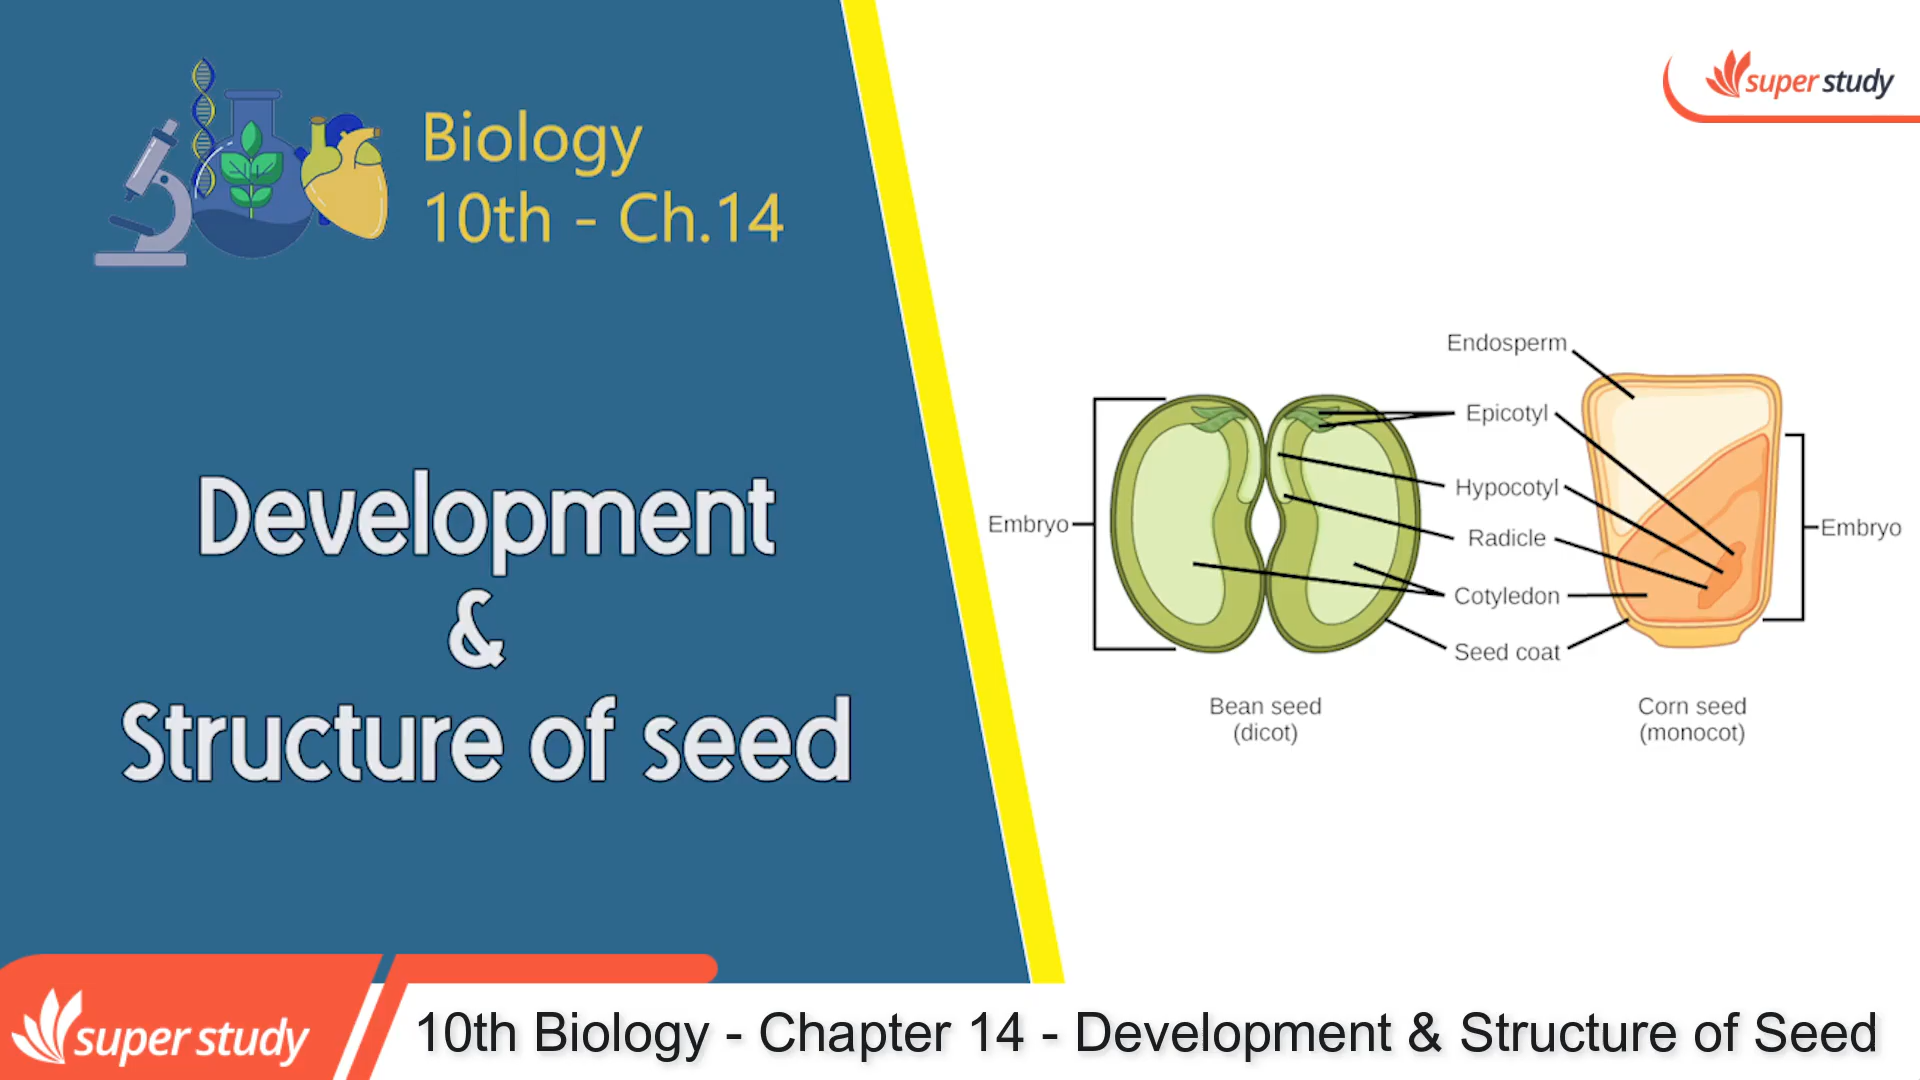 Biology
10th - Ch.14
Development
&
Structure of seed
super study
Endosperm
Epicotyl
Hypocotyl
Radicle
Cotyledon
Seed coat
Embryo
Embryo
Bean seed
(dicot)
Corn seed
(monocot)
super study
10th Biology - Chapter 14 - Development & Structure of Seed